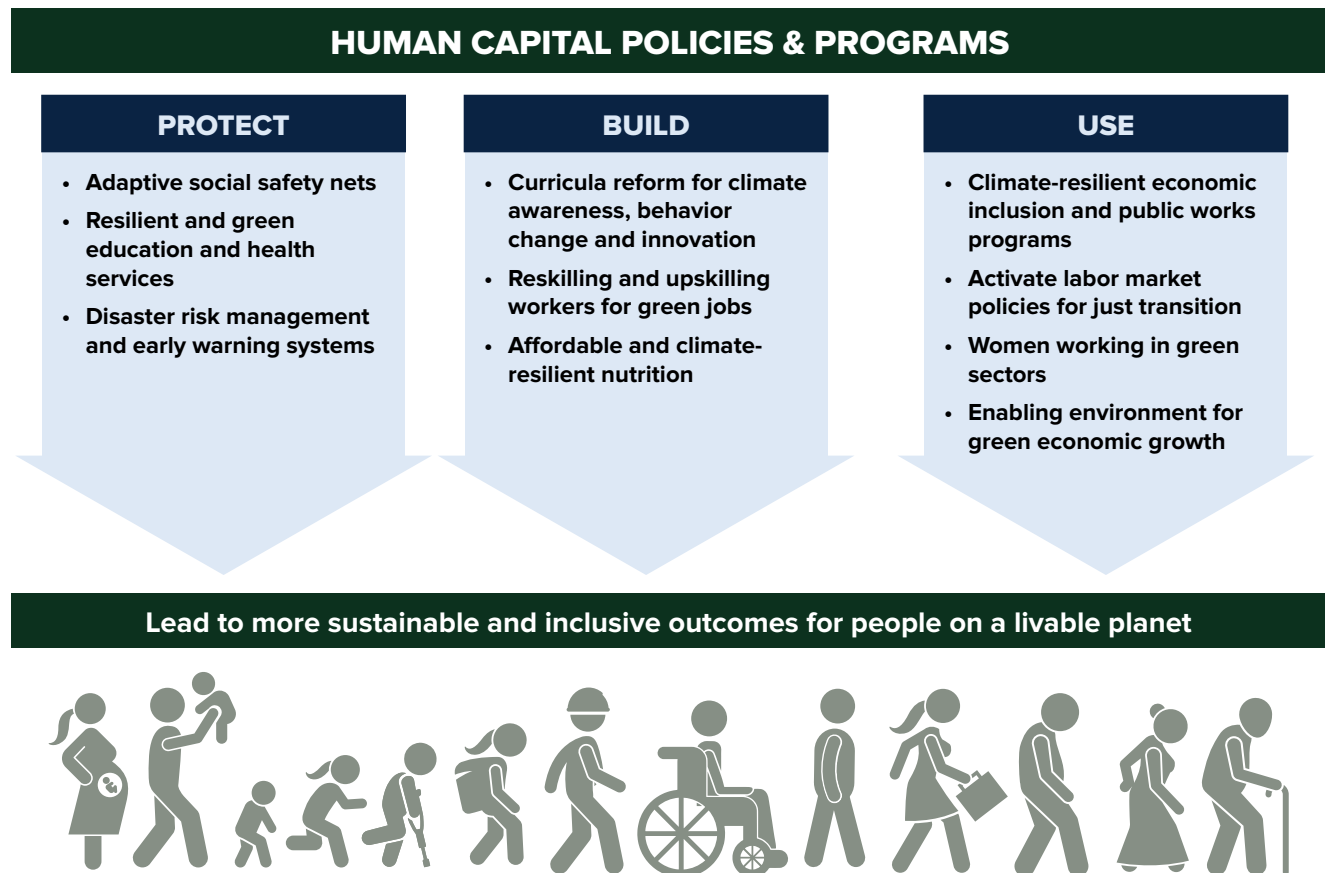 HUMAN CAPITAL POLICIES & PROGRAMS
PROTECT
• Adaptive social safety nets
• Resilient and green
education and health
services
• Disaster risk management
and early warning systems
BUILD
• Curricula reform for climate
awareness, behavior
change and innovation
• Reskilling and upskilling
workers for green jobs
• Affordable and climate-
resilient nutrition
USE
• Climate-resilient economic
inclusion and public works
programs
• Activate labor market
policies for just transition
• Women working in green
sectors
• Enabling environment for
green economic growth
Lead to more sustainable and inclusive outcomes for people on a livable planet